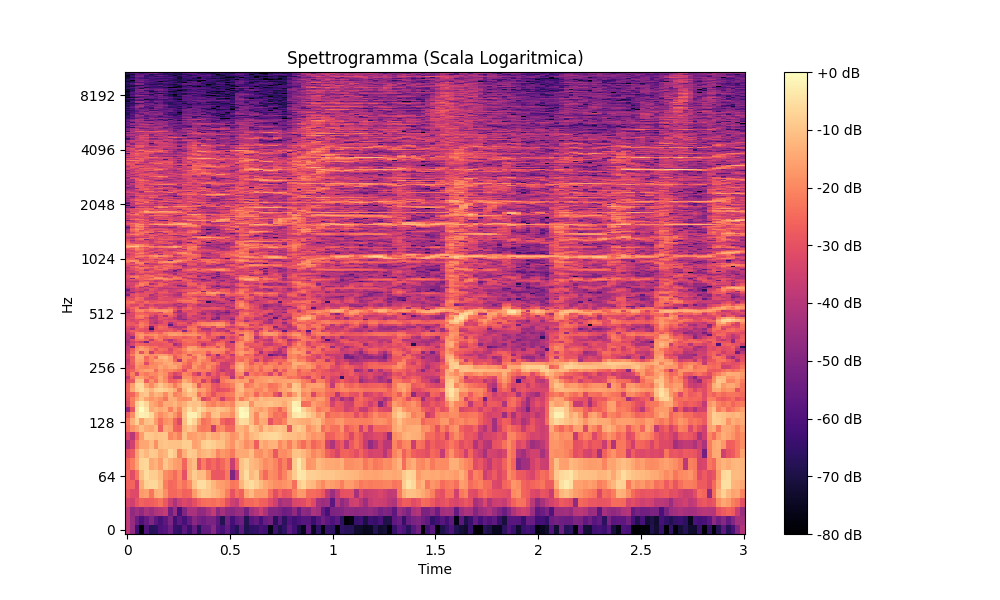 Spettrogramma (Scala Logaritmica)
Hz
8192
4096
2048
1024
512
256
128
64
0
0
0.5
1
1.5
2
2.5
3
Time
+0 dB
-10 dB
-20 dB
-30 dB
-40 dB
-50 dB
-60 dB
-70 dB
-80 dB